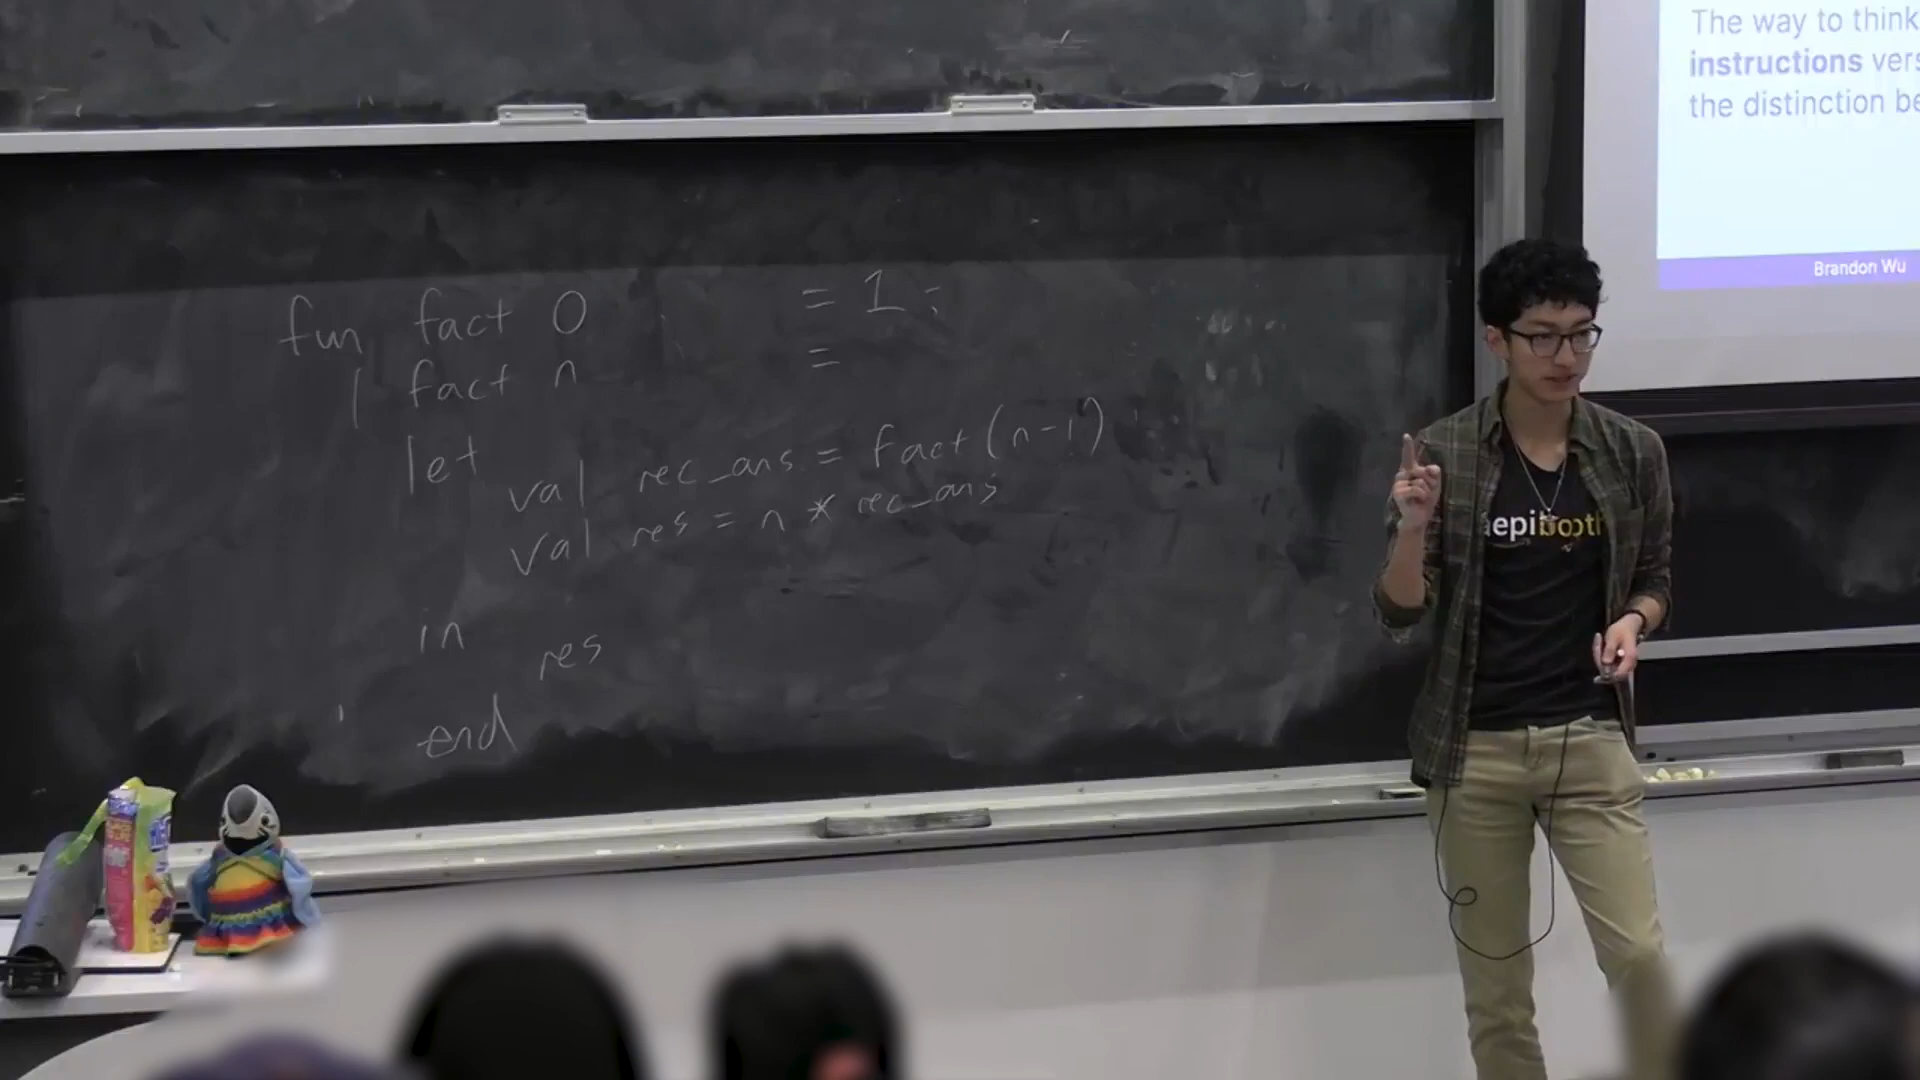 fun fact 0 = 1 ;
| fact n =
let
val rec_ans = fact (n-1)
val res = n * rec_ans
in
res
end
The way to think
instructions vers
the distinction be
Brandon Wu
aepibooth